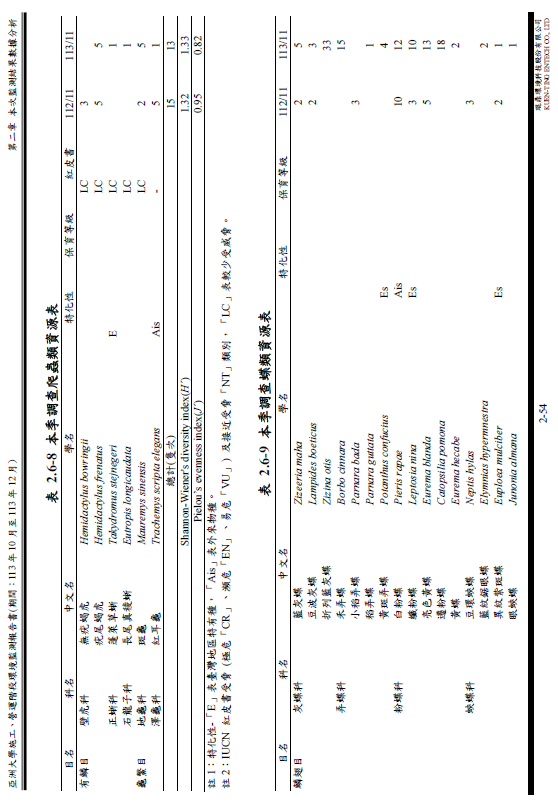 亞洲大學施工、營運階段環境監測報告書(期間：113 年 10 月至 113 年 12 月) 第二章 本次監測結果數據分析
表 2.6-8 本季調查爬蟲類資源表
目名 科名 中文名 學名 特化性 保育等級 紅皮書 112/11 113/11
有鱗目 壁虎科 無疣蝎虎 Hemidactylus bowringii LC 3
疣尾蝎虎 Hemidactylus frenatus LC 5 5
正蜥科 蓬萊草蜥 Takydromus stejnegeri E LC 1
石龍子科 長尾真稜蜥 Eutropis longicaudata LC 1
龜鱉目 地龜科 斑龜 Mauremys sinensis LC 2 5
澤龜科 紅耳龜 Trachemys scripta elegans Ais - 5 1
總計(隻次) 15 13
Shannon-Wiener's diversity index(H') 1.32 1.33
Pielou's evenness index(J') 0.95 0.82
註 1：特化性-「E」表臺灣地區特有種，「Ais」表外來物種。
註 2：IUCN 紅皮書受脅（極危「CR」、瀕危「EN」、易危「VU」）及接近受脅「NT」類別，「LC」表較少受威脅。
表 2.6-9 本季調查蝶類資源表
目名 科名 中文名 學名 特化性 保育等級 112/11 113/11
鱗翅目 灰蝶科 藍灰蝶 Zizeeria maha 2 5
豆波灰蝶 Lampides boeticus 2 3
折列藍灰蝶 Zizina otis 33
弄蝶科 禾弄蝶 Borbo cinnara 15
小稻弄蝶 Parnara bada 3
稻弄蝶 Parnara guttata 1
黃斑弄蝶 Potanthus confucius Es 4
粉蝶科 白粉蝶 Pieris rapae Ais 10 12
纖粉蝶 Leptosia nina Es 3 10
亮色黃蝶 Eurema blanda 5 13
遷粉蝶 Catopsilia pomona 18
黃蝶 Eurema hecabe 2
蛺蝶科 豆環蛺蝶 Neptis hylas 3
藍紋鋸眼蝶 Elymnias hypermnestra 2
異紋紫斑蝶 Euploea mulciber Es 2 1
眼蛺蝶 Junonia almana 1
2-54
環境科技股份有限公司
ENTECH CO., LTD